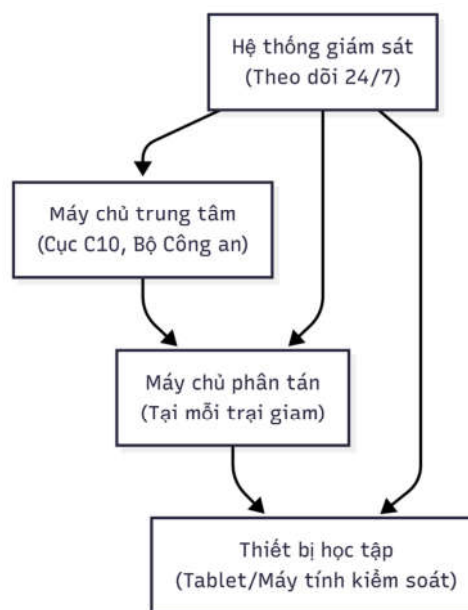 Hệ thống giám sát
(Theo dõi 24/7)
Máy chủ trung tâm
(Cục C10, Bộ Công an)
Máy chủ phân tán
(Tại mỗi trại giam)
Thiết bị học tập
(Tablet/Máy tính kiểm soát)